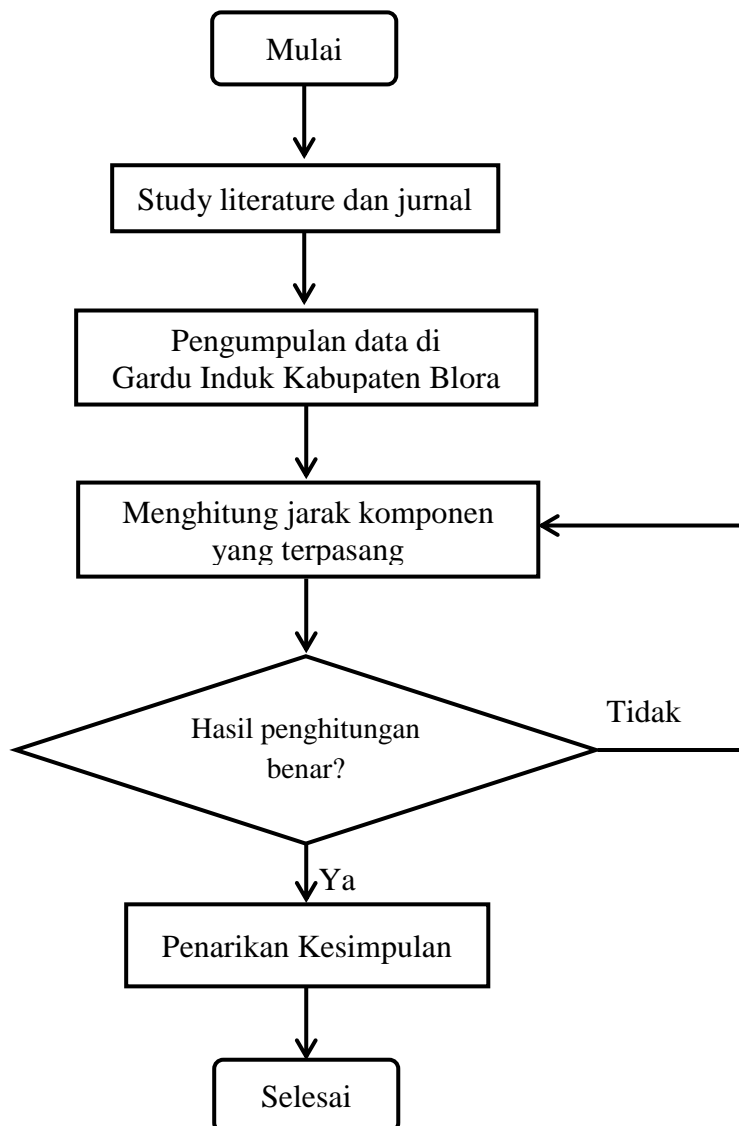 Mulai
Study literature dan jurnal
Pengumpulan data di
Gardu Induk Kabupaten Blora
Menghitung jarak komponen
yang terpasang
Hasil penghitungan
benar?
Tidak
Ya
Penarikan Kesimpulan
Selesai